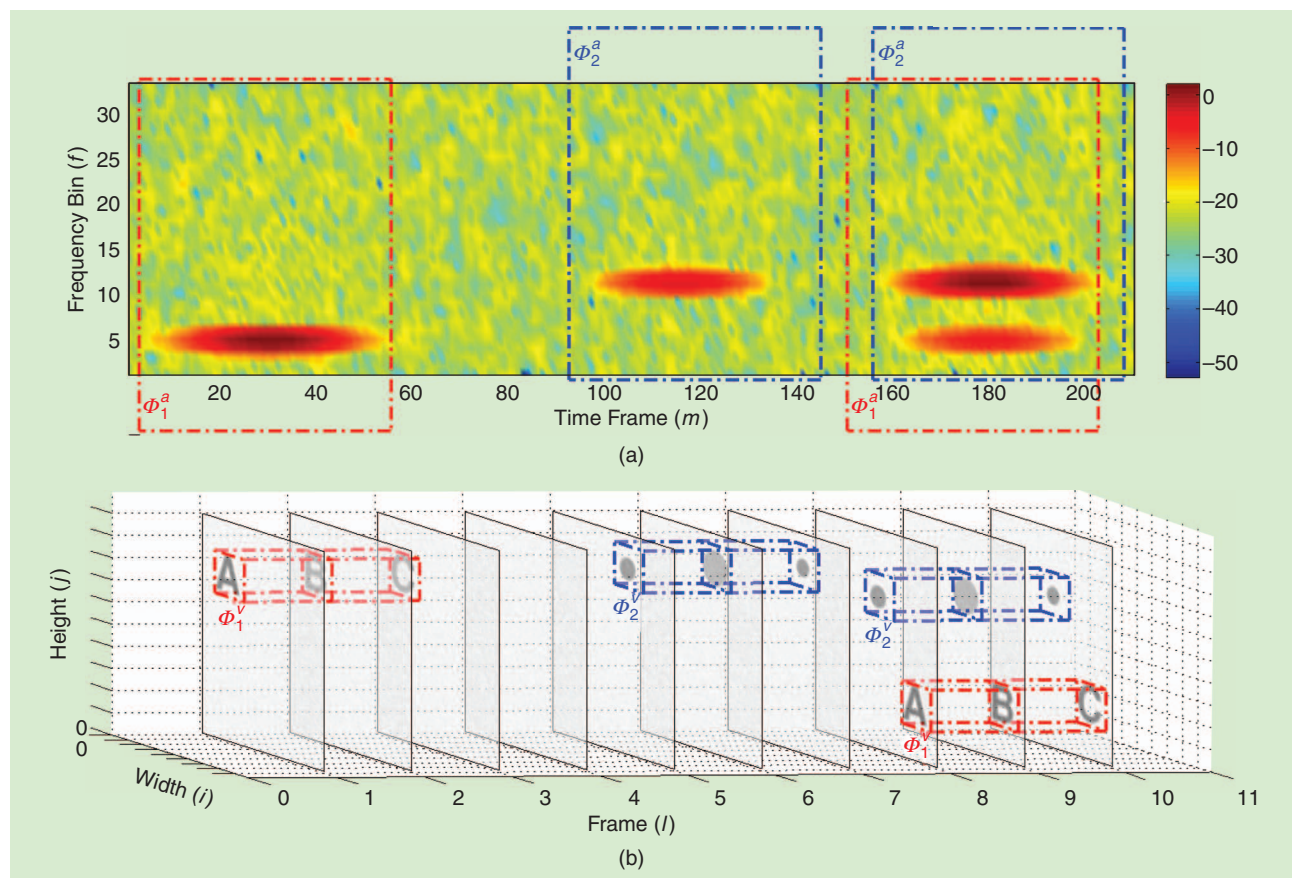 Φ₂ᵃ Φ₂ᵃ
30
25
20
15
10
5
Frequency Bin (f)
0
−10
−20
−30
−40
−50
20 40 60 80 100 120 140 160 180 200
Φ₁ᵃ Φ₁ᵃ
Time Frame (m)
(a)
A B C
Φ₁ᵛ Φ₂ᵛ Φ₂ᵛ
A B C
Φ₁ᵛ
Height (j)
0
0
Width (i)
0 1 2 3 4 5 6 7 8 9 10 11
Frame (l)
(b)